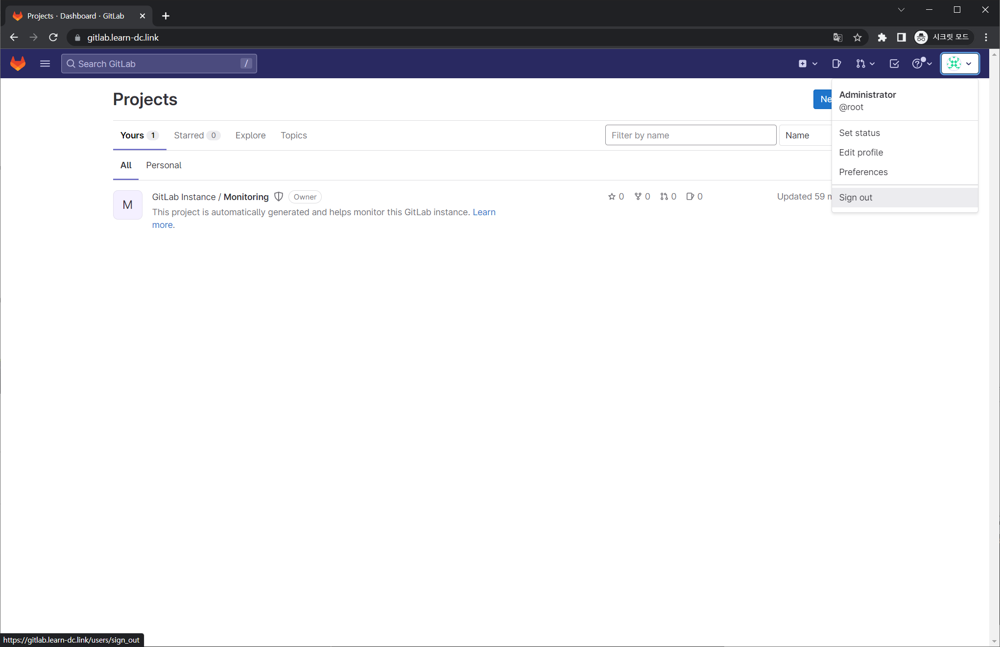 Projects · Dashboard · GitLab
gitlab.learn-dc.link
시크릿 모드
Search GitLab /
Projects
Ne
Administrator
@root
Yours 1 Starred 0 Explore Topics
Filter by name
Name
Set status
Edit profile
Preferences
Sign out
All Personal
M
GitLab Instance / Monitoring Owner
0 0 0 0
Updated 59 m
This project is automatically generated and helps monitor this GitLab instance. Learn
more.
https://gitlab.learn-dc.link/users/sign_out